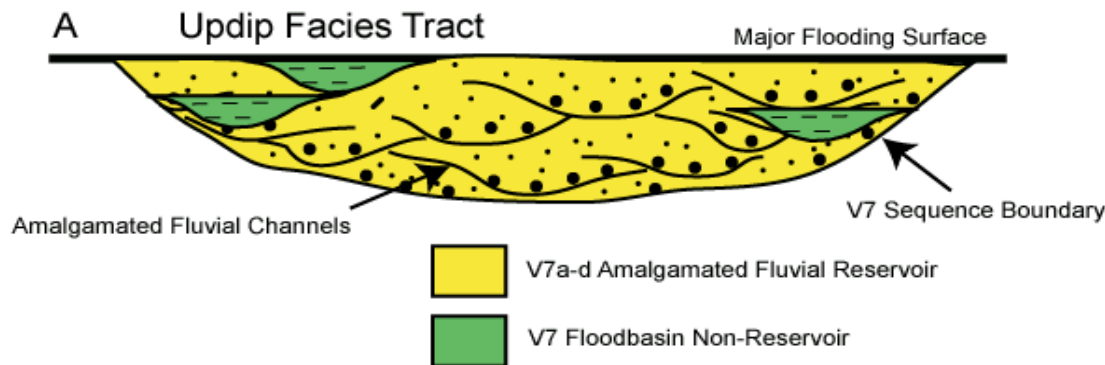 A
Updip Facies Tract
Major Flooding Surface
Amalgamated Fluvial Channels
V7 Sequence Boundary
V7a-d Amalgamated Fluvial Reservoir
V7 Floodbasin Non-Reservoir